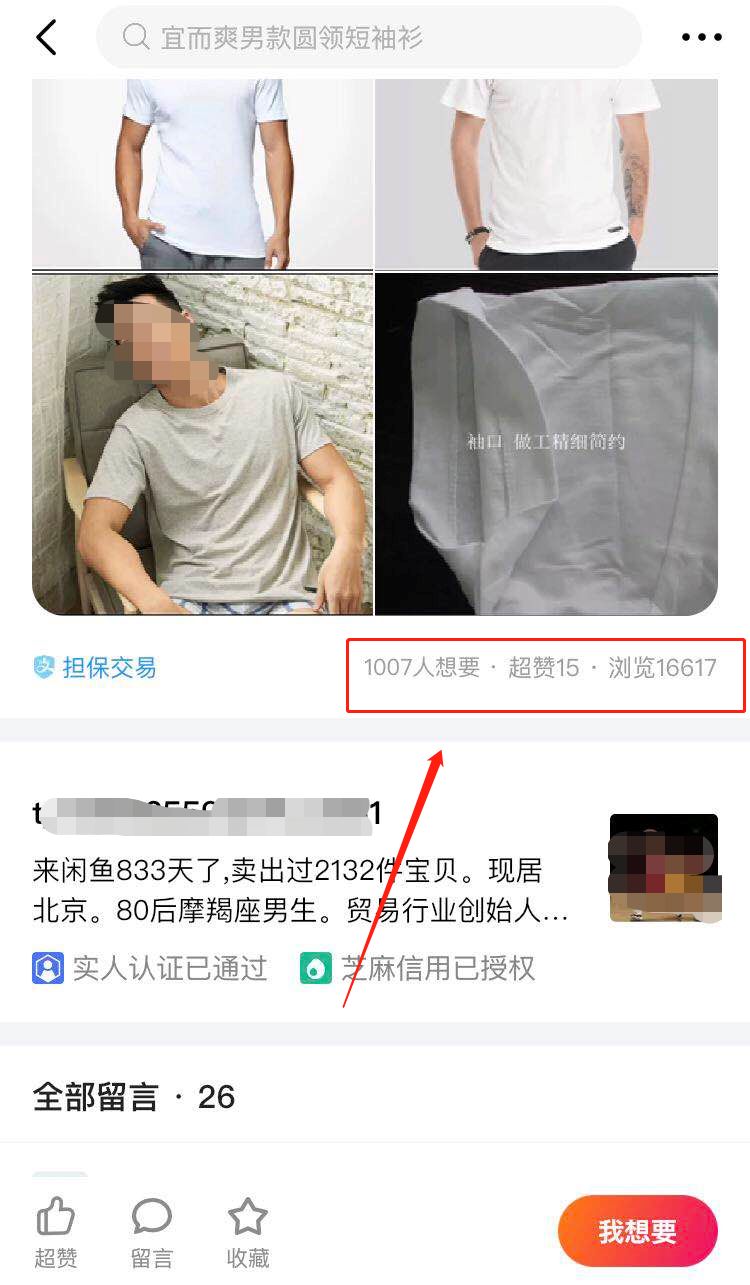 宜而爽男款圆领短袖衫
袖口 做工精细简约
担保交易
1007人想要 · 超赞15 · 浏览16617
来闲鱼833天了,卖出过2132件宝贝。现居
北京。80后摩羯座男生。贸易行业创始人...
实人认证已通过
芝麻信用已授权
全部留言 · 26
超赞
留言
收藏
我想要